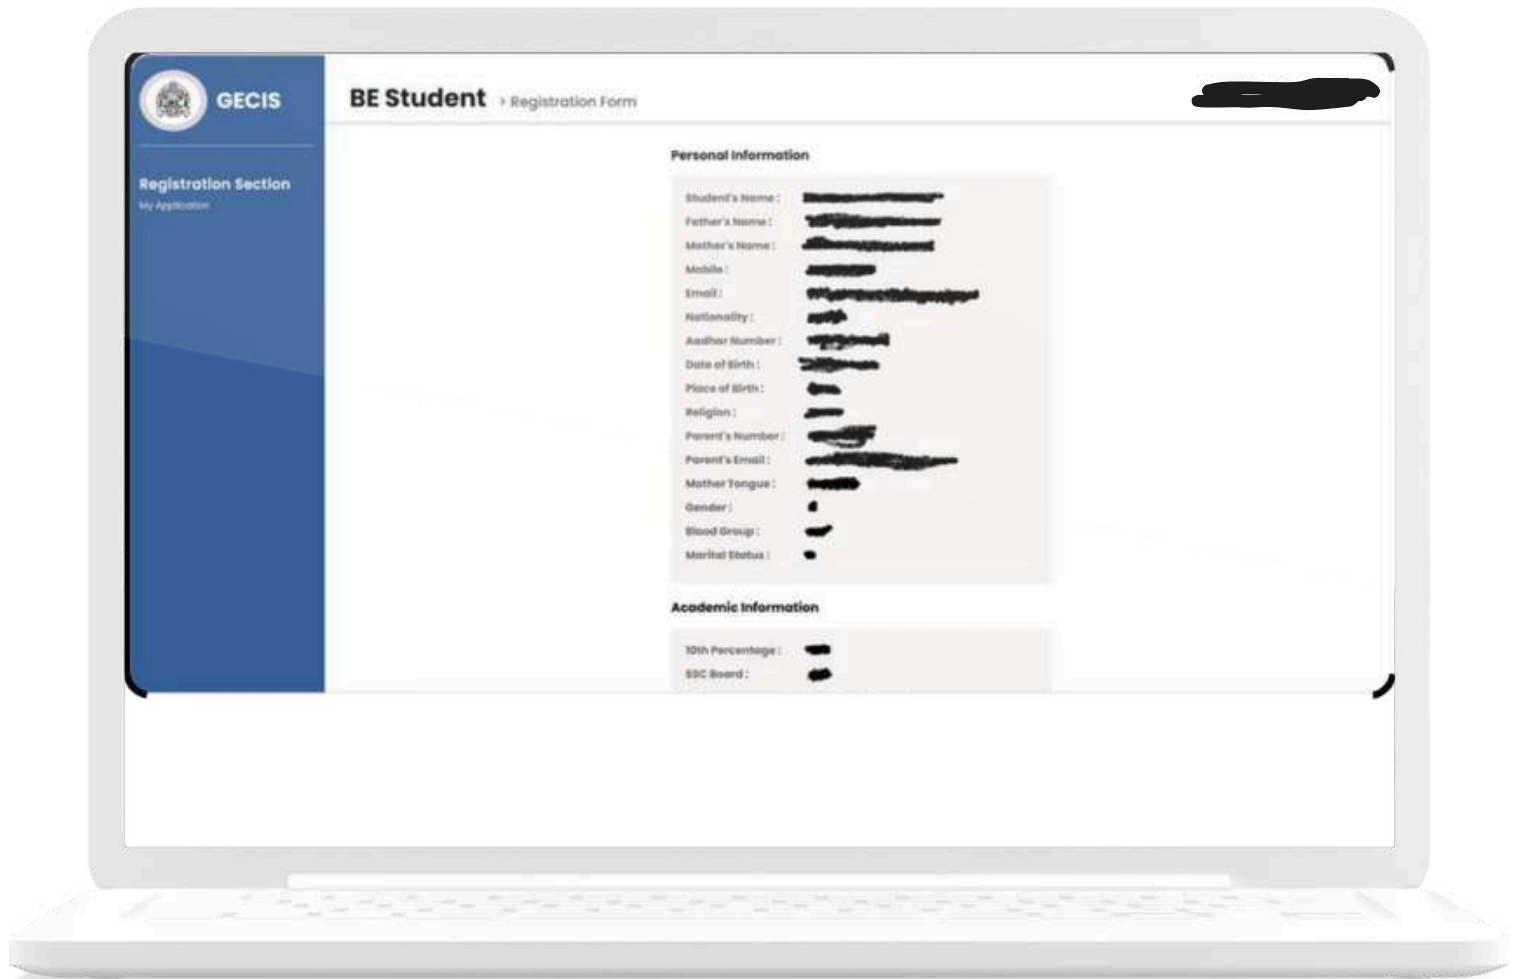 GECIS
BE Student › Registration Form
Registration Section
My Application
Personal Information
Student's Name :
Father's Name :
Mother's Name :
Mobile :
Email :
Nationality :
Aadhar Number :
Date of Birth :
Place of Birth :
Religion :
Parent's Number :
Parent's Email :
Mother Tongue :
Gender :
Blood Group :
Marital Status :
Academic Information
10th Percentage :
SSC Board :